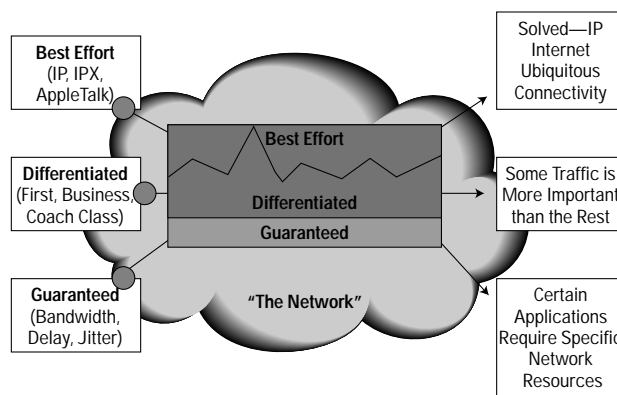 Best Effort
(IP, IPX,
AppleTalk)
Differentiated
(First, Business,
Coach Class)
Guaranteed
(Bandwidth,
Delay, Jitter)
Best Effort
Differentiated
Guaranteed
“The Network”
Solved—IP
Internet
Ubiquitous
Connectivity
Some Traffic is
More Important
than the Rest
Certain
Applications
Require Specific
Network
Resources